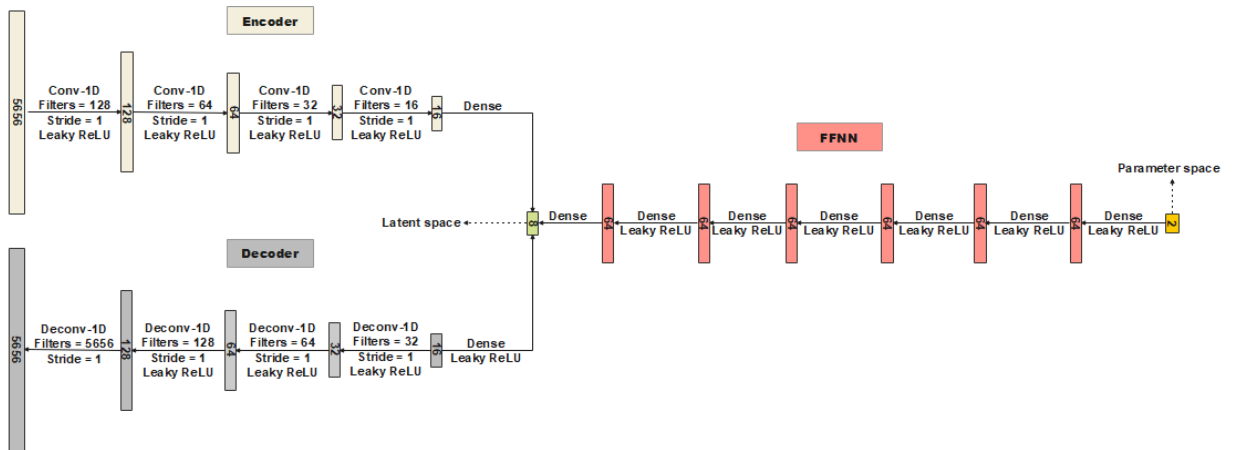 Encoder
5656
Conv-1D
Filters = 128
Stride = 1
Leaky ReLU
128
Conv-1D
Filters = 64
Stride = 1
Leaky ReLU
64
Conv-1D
Filters = 32
Stride = 1
Leaky ReLU
32
Conv-1D
Filters = 16
Stride = 1
Leaky ReLU
16
Dense
FFNN
Parameter space
Latent space
8
Dense
64
Dense
Leaky ReLU
64
Dense
Leaky ReLU
64
Dense
Leaky ReLU
64
Dense
Leaky ReLU
64
Dense
Leaky ReLU
64
Dense
Leaky ReLU
2
Decoder
5656
Deconv-1D
Filters = 5656
Stride = 1
128
Deconv-1D
Filters = 128
Stride = 1
Leaky ReLU
64
Deconv-1D
Filters = 64
Stride = 1
Leaky ReLU
32
Deconv-1D
Filters = 32
Stride = 1
Leaky ReLU
16
Dense
Leaky ReLU